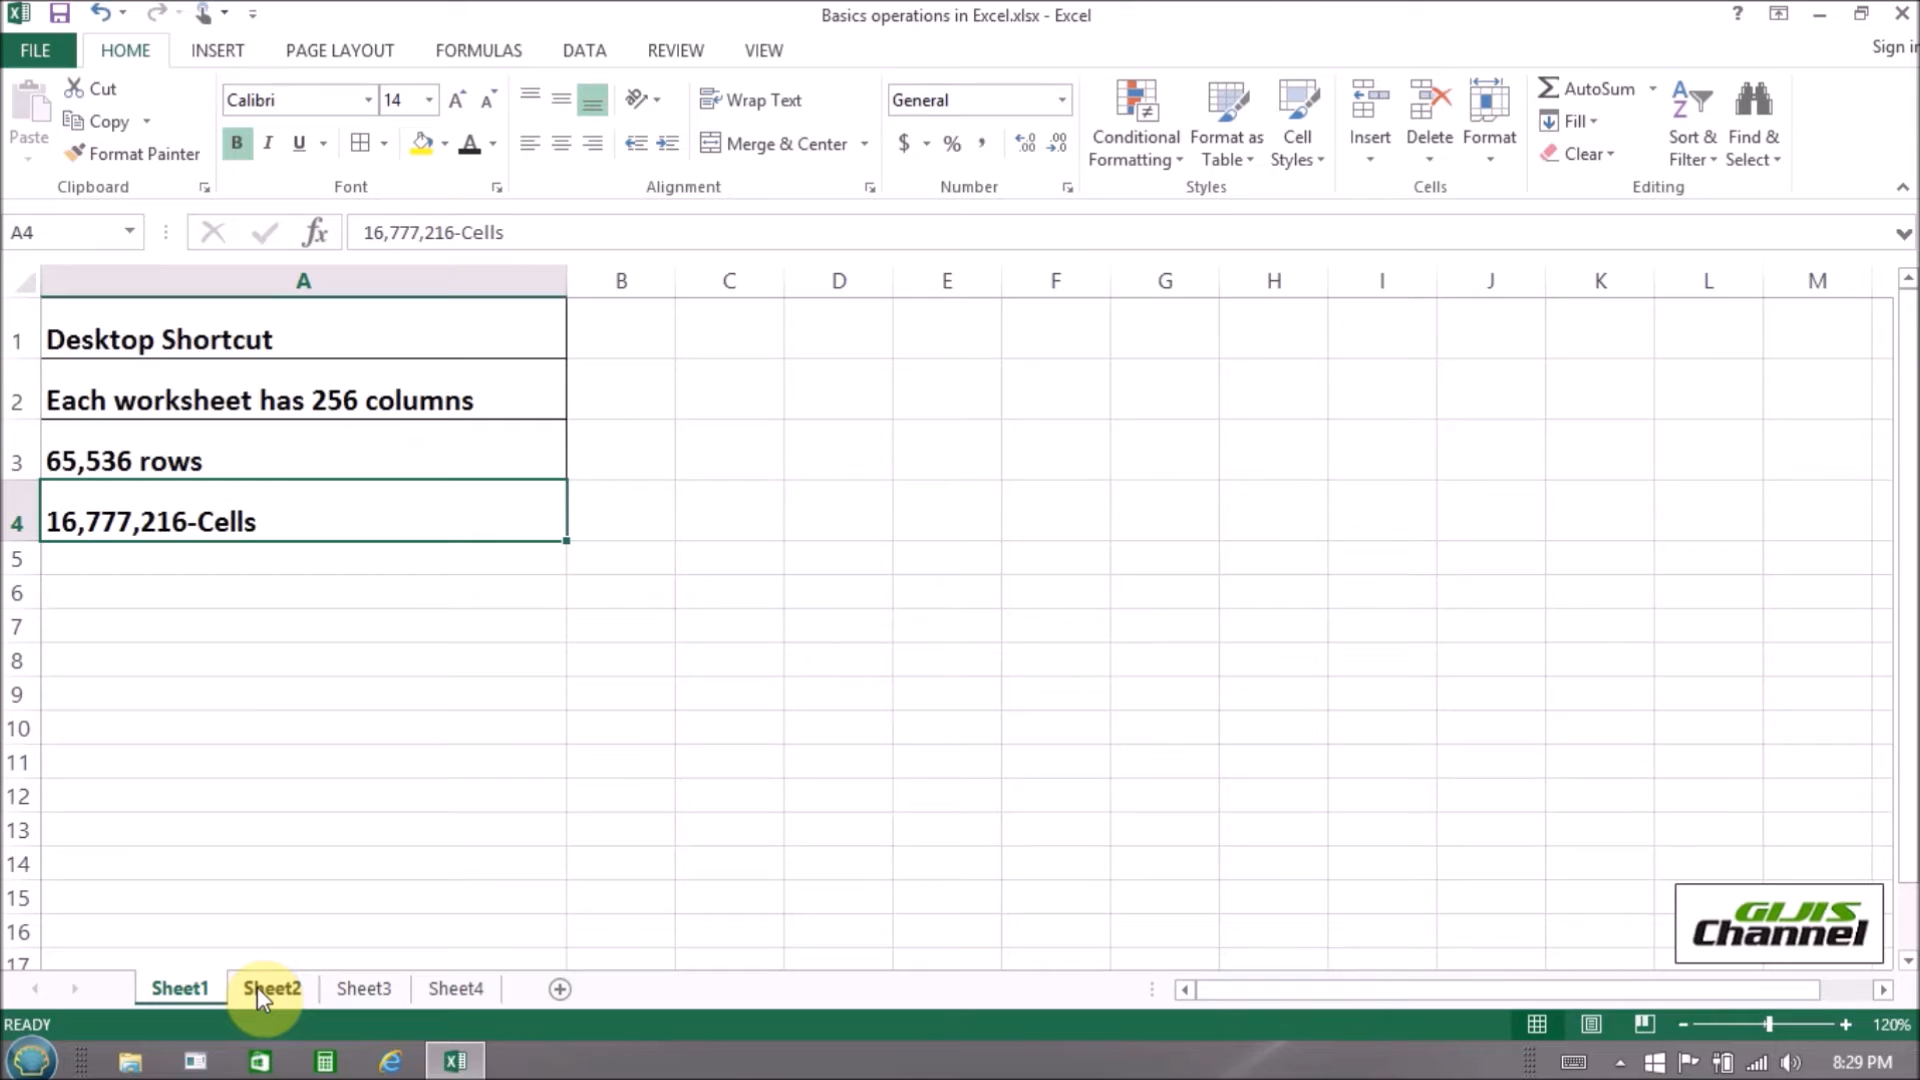 Basics operations in Excel.xlsx - Excel
FILE HOME INSERT PAGE LAYOUT FORMULAS DATA REVIEW VIEW
Sign in
Cut
Copy
Format Painter
Paste
Clipboard
Calibri 14
B I U
Font
Wrap Text
Merge & Center
Alignment
General
$ % ,
Number
Conditional Formatting
Format as Table
Cell Styles
Styles
Insert Delete Format
Cells
AutoSum
Fill
Clear
Sort & Filter
Find & Select
Editing
A4 fx 16,777,216-Cells
A B C D E F G H I J K L M
1 Desktop Shortcut
2 Each worksheet has 256 columns
3 65,536 rows
4 16,777,216-Cells
5
6
7
8
9
10
11
12
13
14
15
16
17
GIJIS
Channel
Sheet1 Sheet2 Sheet3 Sheet4
READY
120%
8:29 PM